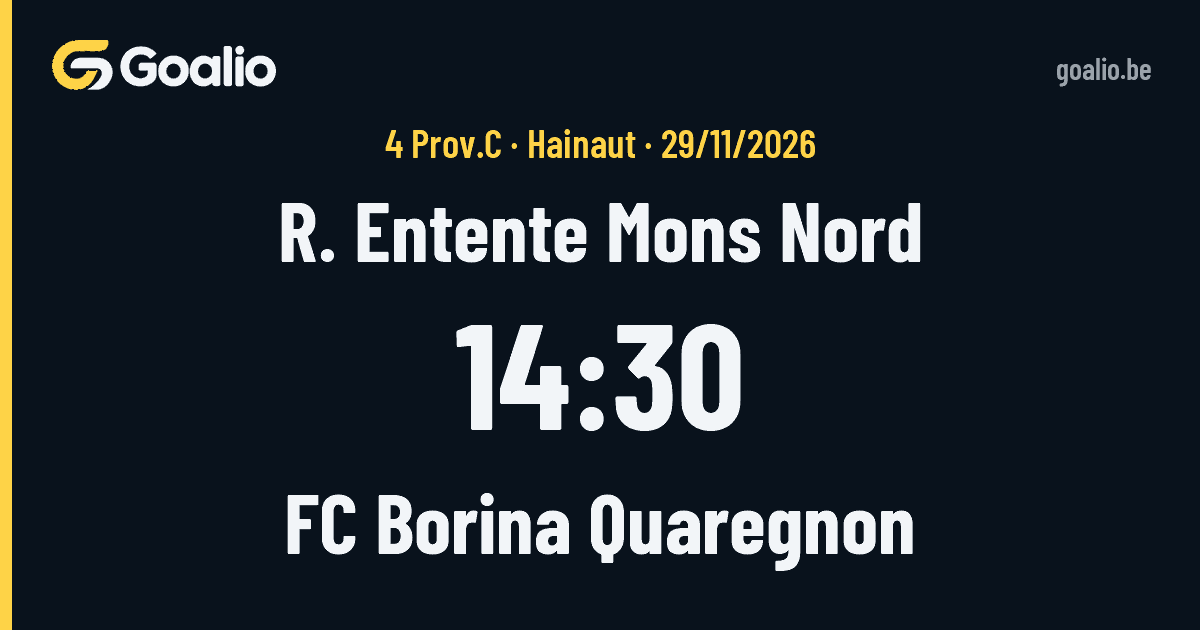 Goalio
goalio.be
4 Prov.C · Hainaut · 29/11/2026
R. Entente Mons Nord
14:30
FC Borina Quaregnon